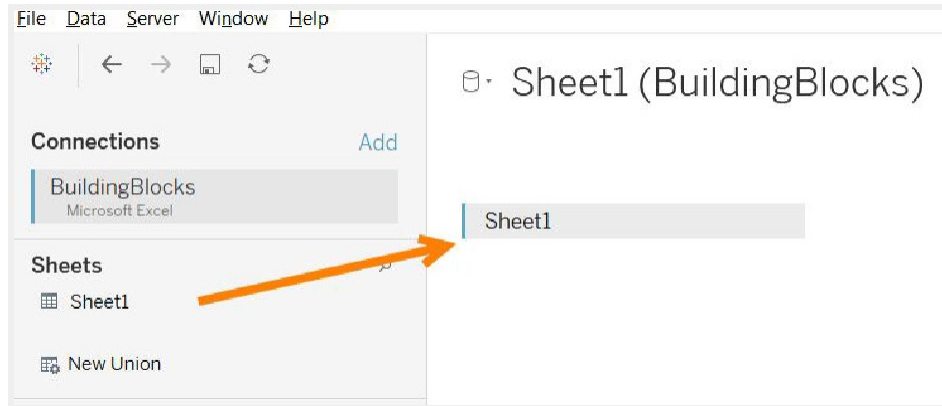 File Data Server Window Help
Sheet1 (BuildingBlocks)
Connections Add
BuildingBlocks
Microsoft Excel
Sheet1
Sheets
Sheet1
New Union